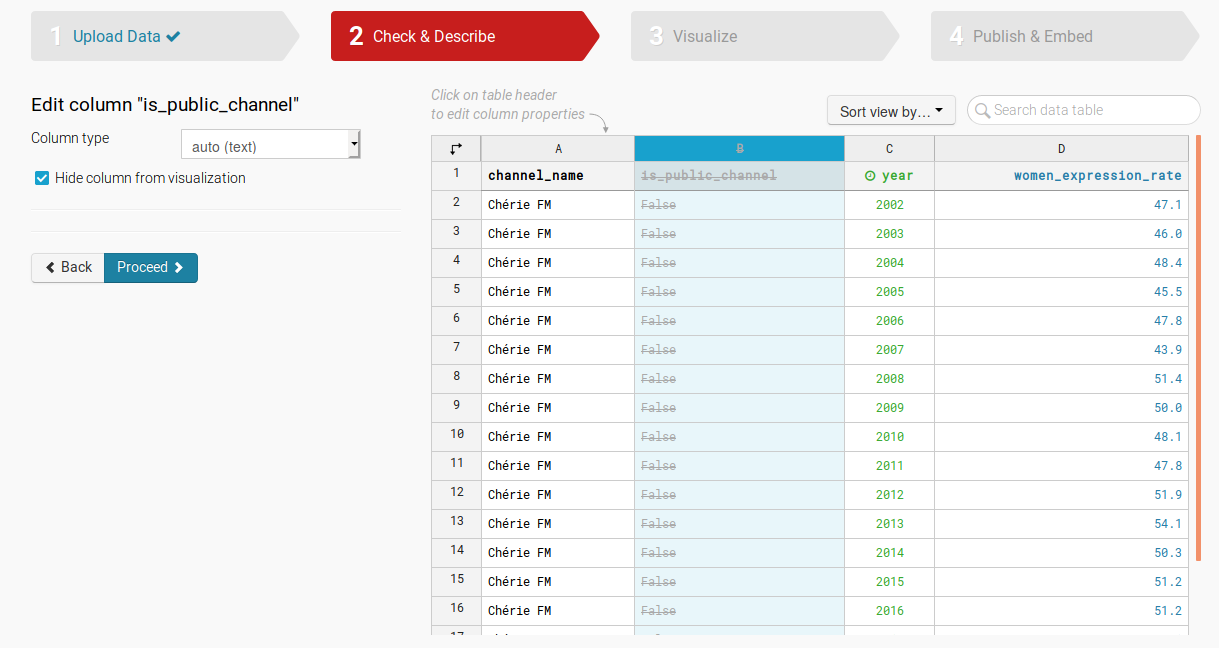 1 Upload Data
2 Check & Describe
3 Visualize
4 Publish & Embed
Edit column "is_public_channel"
Column type
auto (text)
Hide column from visualization
Back
Proceed
Click on table header
to edit column properties
Sort view by...
Search data table
A B C D
1 channel_name is_public_channel year women_expression_rate
2 Chérie FM False 2002 47.1
3 Chérie FM False 2003 46.0
4 Chérie FM False 2004 48.4
5 Chérie FM False 2005 45.5
6 Chérie FM False 2006 47.8
7 Chérie FM False 2007 43.9
8 Chérie FM False 2008 51.4
9 Chérie FM False 2009 50.0
10 Chérie FM False 2010 48.1
11 Chérie FM False 2011 47.8
12 Chérie FM False 2012 51.9
13 Chérie FM False 2013 54.1
14 Chérie FM False 2014 50.3
15 Chérie FM False 2015 51.2
16 Chérie FM False 2016 51.2